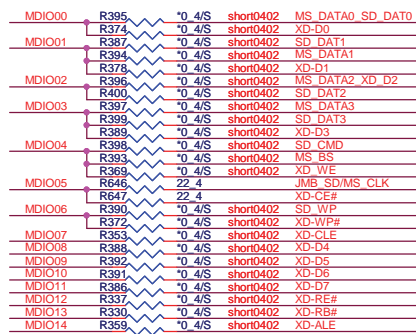 MDIO00 R395 *0_4/S short0402 MS_DATA0_SD_DAT0
R374 *0_4/S short0402 XD-D0
MDIO01 R387 *0_4/S short0402 SD_DAT1
R394 *0_4/S short0402 MS_DATA1
R378 *0_4/S short0402 XD-D1
MDIO02 R396 *0_4/S short0402 MS_DATA2_XD_D2
R400 *0_4/S short0402 SD_DAT2
MDIO03 R397 *0_4/S short0402 MS_DATA3
R399 *0_4/S short0402 SD_DAT3
R389 *0_4/S short0402 XD-D3
MDIO04 R398 *0_4/S short0402 SD_CMD
R393 *0_4/S short0402 MS_BS
R369 *0_4/S short0402 XD_WE
MDIO05 R646 22_4 JMB_SD/MS_CLK
R647 22_4 XD-CE#
MDIO06 R390 *0_4/S short0402 SD_WP
R372 *0_4/S short0402 XD-WP#
MDIO07 R353 *0_4/S short0402 XD-CLE
MDIO08 R388 *0_4/S short0402 XD-D4
MDIO09 R392 *0_4/S short0402 XD-D5
MDIO10 R391 *0_4/S short0402 XD-D6
MDIO11 R386 *0_4/S short0402 XD-D7
MDIO12 R337 *0_4/S short0402 XD-RE#
MDIO13 R330 *0_4/S short0402 XD-RB#
MDIO14 R359 *0_4/S short0402 XD-ALE